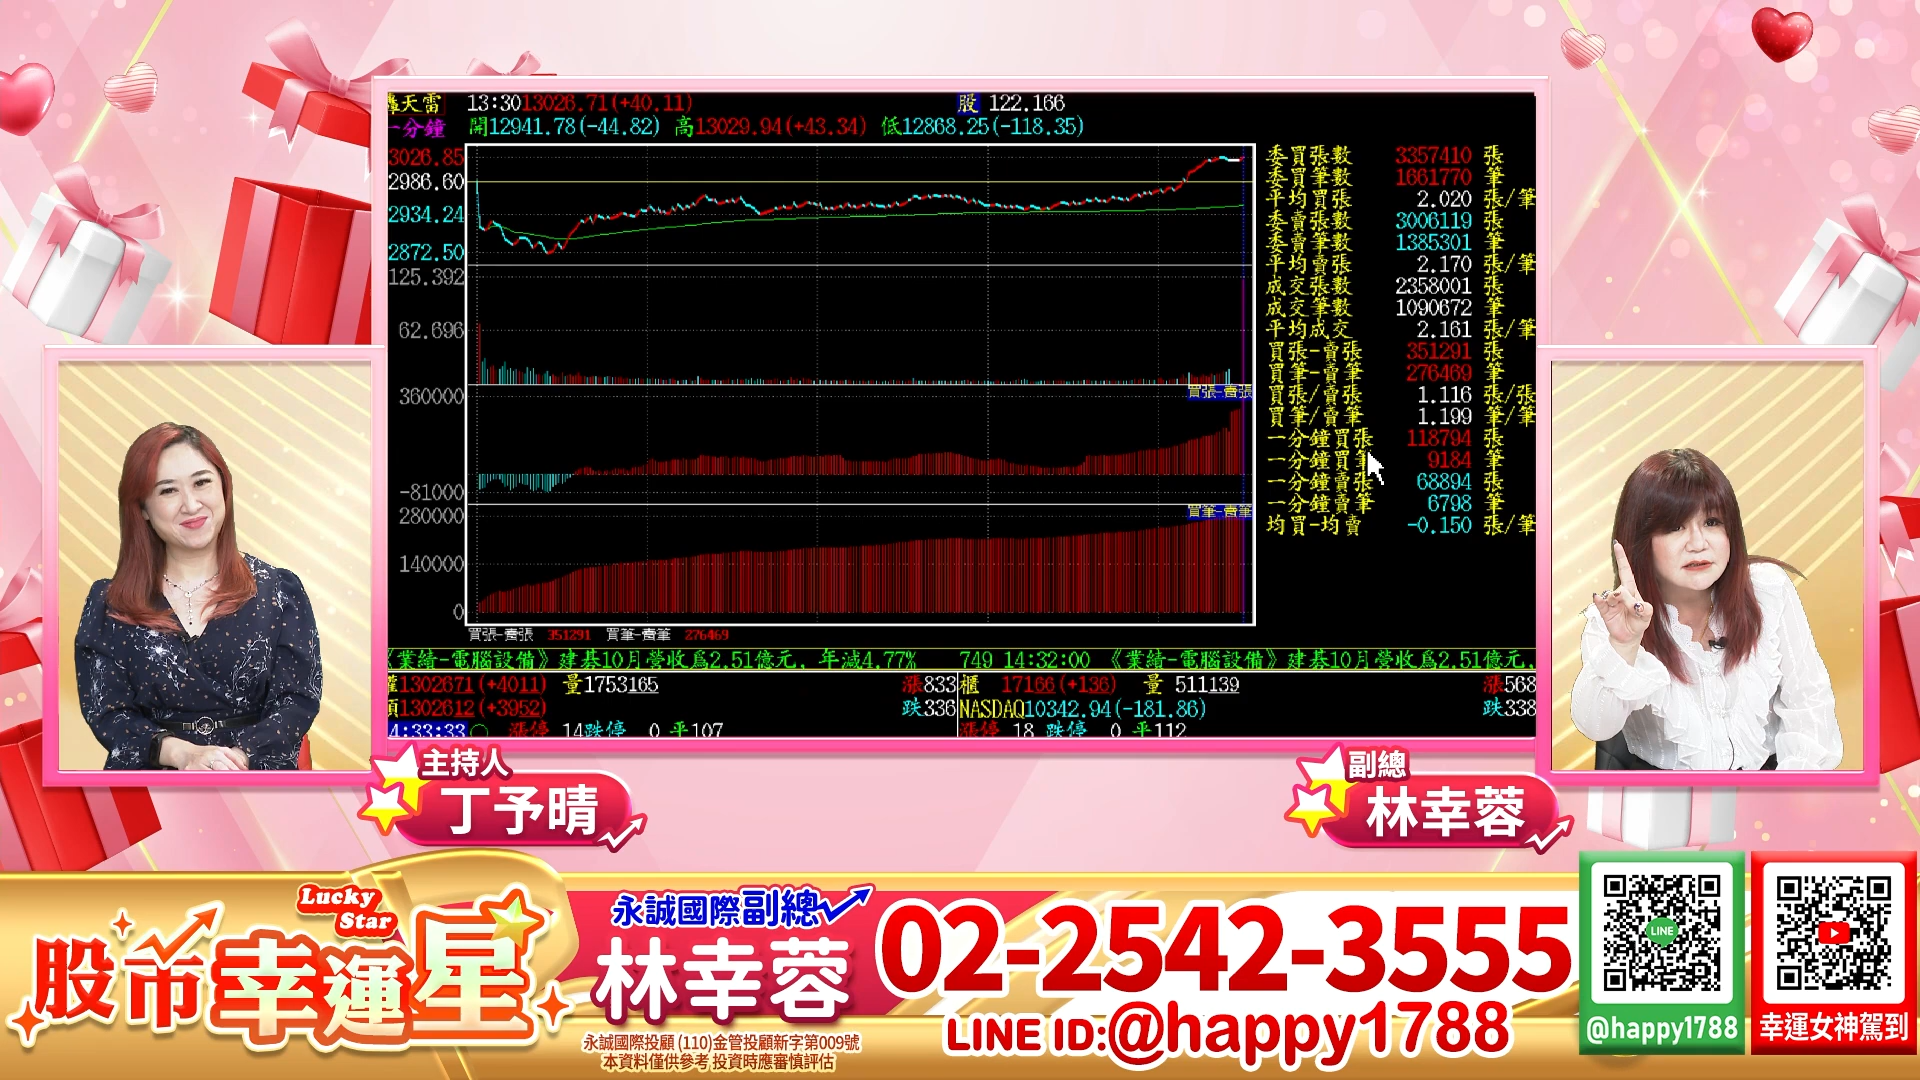 天雷 13:30 13026.71(+40.11) 股 122.166
一分鐘 開12941.78(-44.82) 高13029.94(+43.34) 低12868.25(-118.35)
3026.85
2986.60
2934.24
2872.50
125.392
62.696
360000
買張-賣張
-81000
280000
買筆-賣筆
140000
0
買張-賣張 351291 買筆-賣筆 276469
委買張數 3357410 張
委買筆數 1661770 筆
平均買張 2.020 張/筆
委賣張數 3006119 張
委賣筆數 1385301 筆
平均賣張 2.170 張/筆
成交張數 2358001 張
成交筆數 1090672 筆
平均成交 2.161 張/筆
買張-賣張 351291 張
買筆-賣筆 276469 筆
買張/賣張 1.116 張/張
買筆/賣筆 1.199 筆/筆
一分鐘買張 118794 張
一分鐘買筆 9184 筆
一分鐘賣張 68894 張
一分鐘賣筆 6798 筆
均買-均賣 -0.150 張/筆
《業績-電腦設備》建碁10月營收為2.51億元, 年減4.77% 749 14:32:00 《業績-電腦設備》建碁10月營收為2.51億元,
1302671(+4011) 量1753165 漲833 櫃 17166(+136) 量 511139 漲568
1302612(+3952) 跌336 NASDAQ10342.94(-181.86) 跌338
4:33:33 漲停 14跌停 0 平107 漲停 18 跌停 0 平112
主持人
丁予晴
副總
林幸蓉
Lucky Star
股市幸運星
永誠國際副總
林幸蓉
永誠國際投顧(110)金管投顧新字第009號
本資料僅供參考 投資時應審慎評估
02-2542-3555
LINE ID:@happy1788
LINE
@happy1788
幸運女神駕到